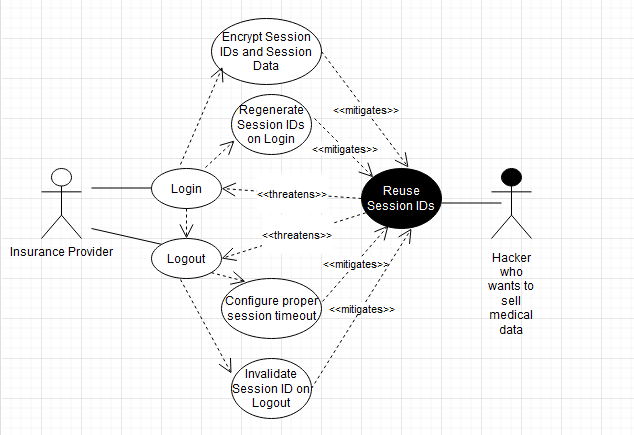 Encrypt Session
IDs and Session
Data
<<mitigates>>
Regenerate
Session IDs
on Login
<<mitigates>>
Login
<<threatens>>
Reuse
Session IDs
<<threatens>>
Insurance Provider
Logout
<<mitigates>>
Hacker
who
wants to
sell
medical
data
Configure proper
session timeout
<<mitigates>>
Invalidate
Session ID on
Logout